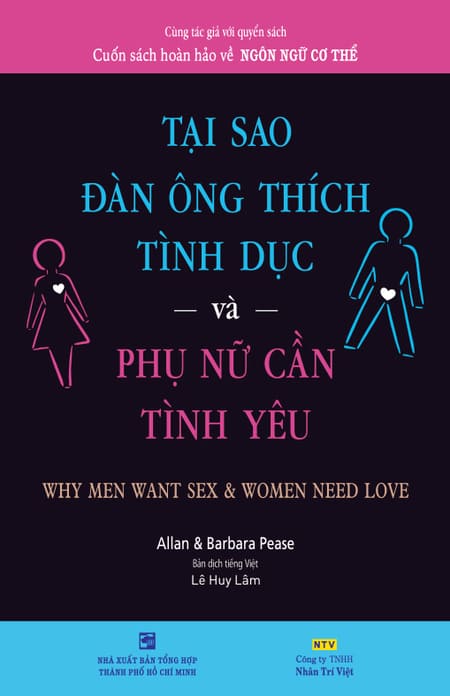 Cùng tác giả với quyển sách
Cuốn sách hoàn hảo về NGÔN NGỮ CƠ THỂ
TẠI SAO
ĐÀN ÔNG THÍCH
TÌNH DỤC
– và –
PHỤ NỮ CẦN
TÌNH YÊU
WHY MEN WANT SEX & WOMEN NEED LOVE
Allan & Barbara Pease
Bản dịch tiếng Việt
Lê Huy Lâm
NHÀ XUẤT BẢN TỔNG HỢP
THÀNH PHỐ HỒ CHÍ MINH
NTV
Công ty TNHH
Nhân Trí Việt